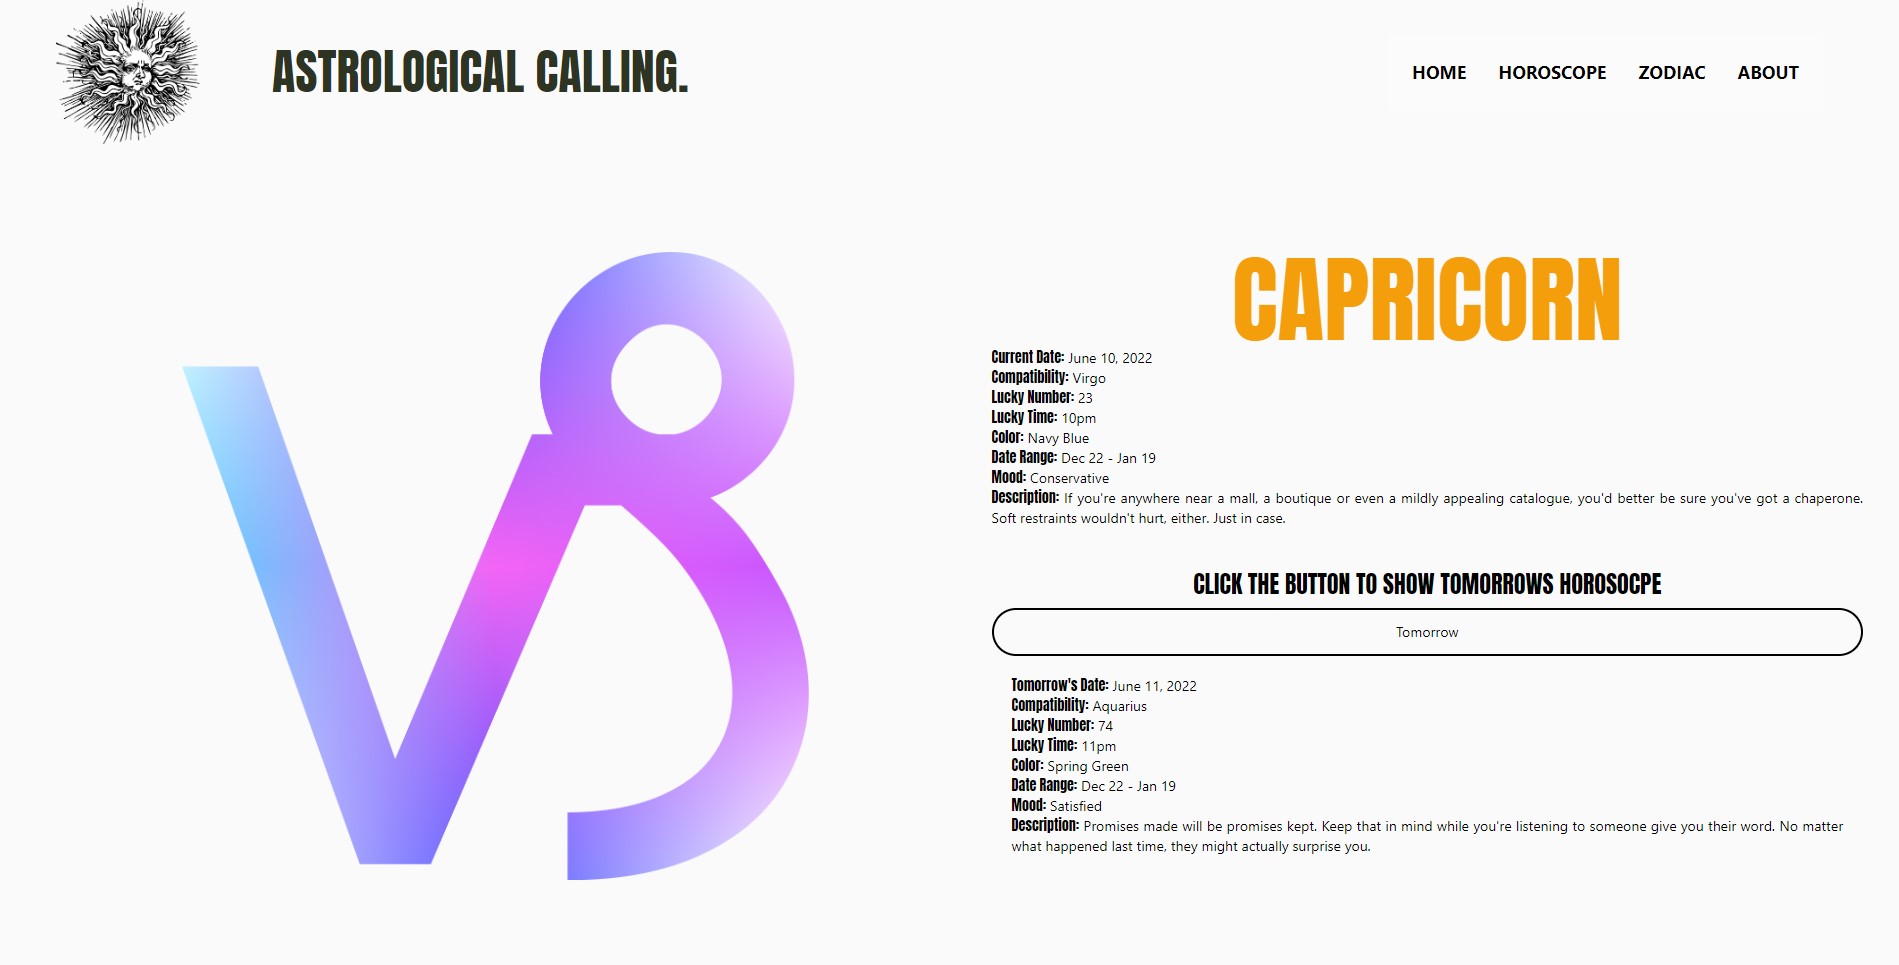 ASTROLOGICAL CALLING.
HOME HOROSCOPE ZODIAC ABOUT
CAPRICORN
Current Date: June 10, 2022
Compatibility: Virgo
Lucky Number: 23
Lucky Time: 10pm
Color: Navy Blue
Date Range: Dec 22 - Jan 19
Mood: Conservative
Description: If you're anywhere near a mall, a boutique or even a mildly appealing catalogue, you'd better be sure you've got a chaperone.
Soft restraints wouldn't hurt, either. Just in case.
CLICK THE BUTTON TO SHOW TOMORROWS HOROSOCPE
Tomorrow
Tomorrow's Date: June 11, 2022
Compatibility: Aquarius
Lucky Number: 74
Lucky Time: 11pm
Color: Spring Green
Date Range: Dec 22 - Jan 19
Mood: Satisfied
Description: Promises made will be promises kept. Keep that in mind while you're listening to someone give you their word. No matter
what happened last time, they might actually surprise you.